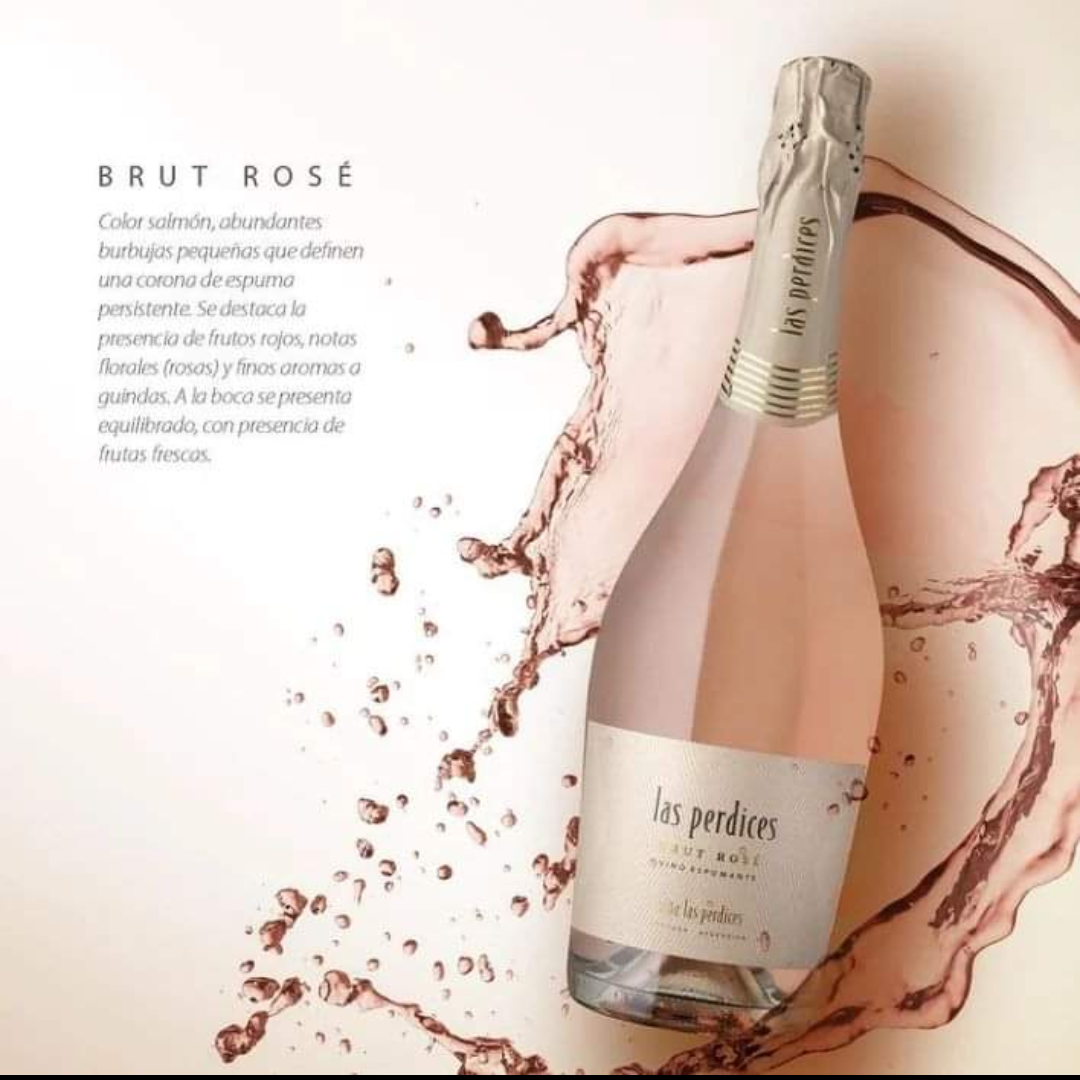 BRUT ROSÉ
Color salmón, abundantes
burbujas pequeñas que definen
una corona de espuma
persistente. Se destaca la
presencia de frutos rojos, notas
florales (rosas) y finos aromas a
guindas. A la boca se presenta
equilibrado, con presencia de
frutas frescas.
las perdices
las perdices
BRUT ROSÉ
VINO ESPUMANTE
las perdices